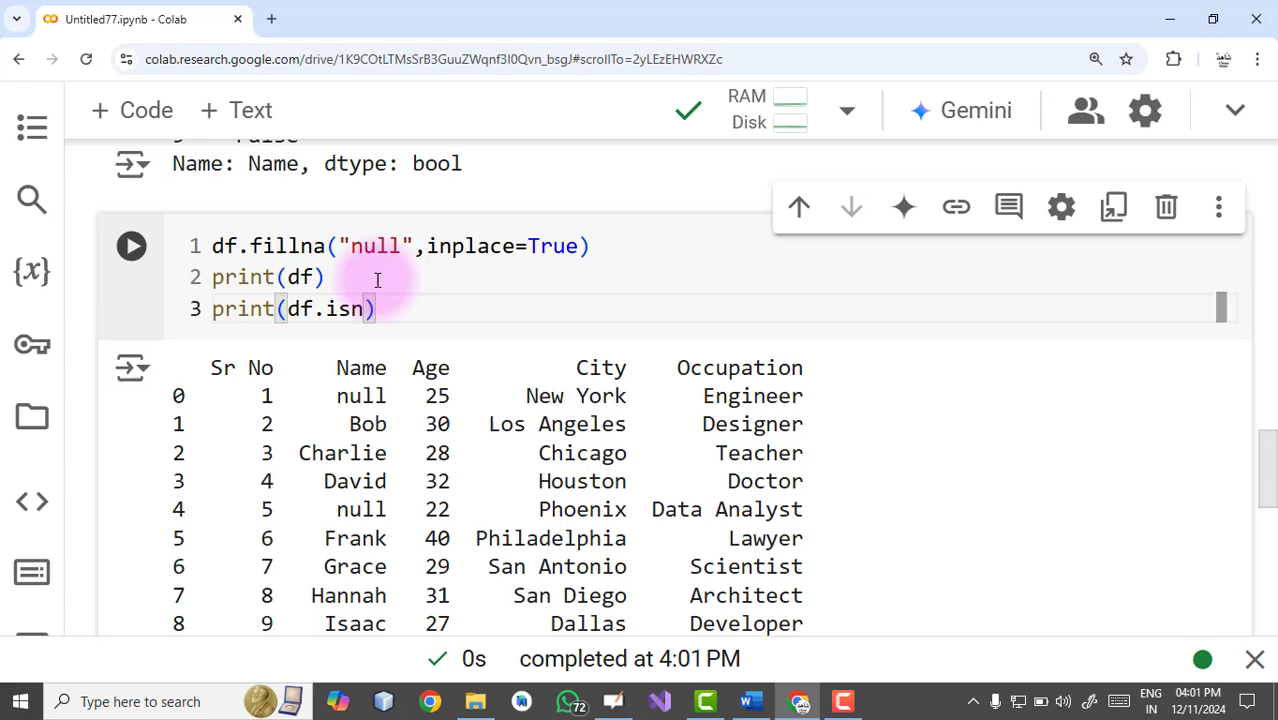 Untitled77.ipynb - Colab
colab.research.google.com/drive/1K9COtLTMsSrB3GuuZWqnf3I0Qvn_bsgJ#scrollTo=2yLEzEHWRXZc
+ Code + Text
RAM
Disk
Gemini
Name: Name, dtype: bool
1 df.fillna("null",inplace=True)
2 print(df)
3 print(df.isn)
Sr No Name Age City Occupation
0 1 null 25 New York Engineer
1 2 Bob 30 Los Angeles Designer
2 3 Charlie 28 Chicago Teacher
3 4 David 32 Houston Doctor
4 5 null 22 Phoenix Data Analyst
5 6 Frank 40 Philadelphia Lawyer
6 7 Grace 29 San Antonio Scientist
7 8 Hannah 31 San Diego Architect
8 9 Isaac 27 Dallas Developer
0s completed at 4:01 PM
Type here to search
72
ENG
IN
04:01 PM
12/11/2024